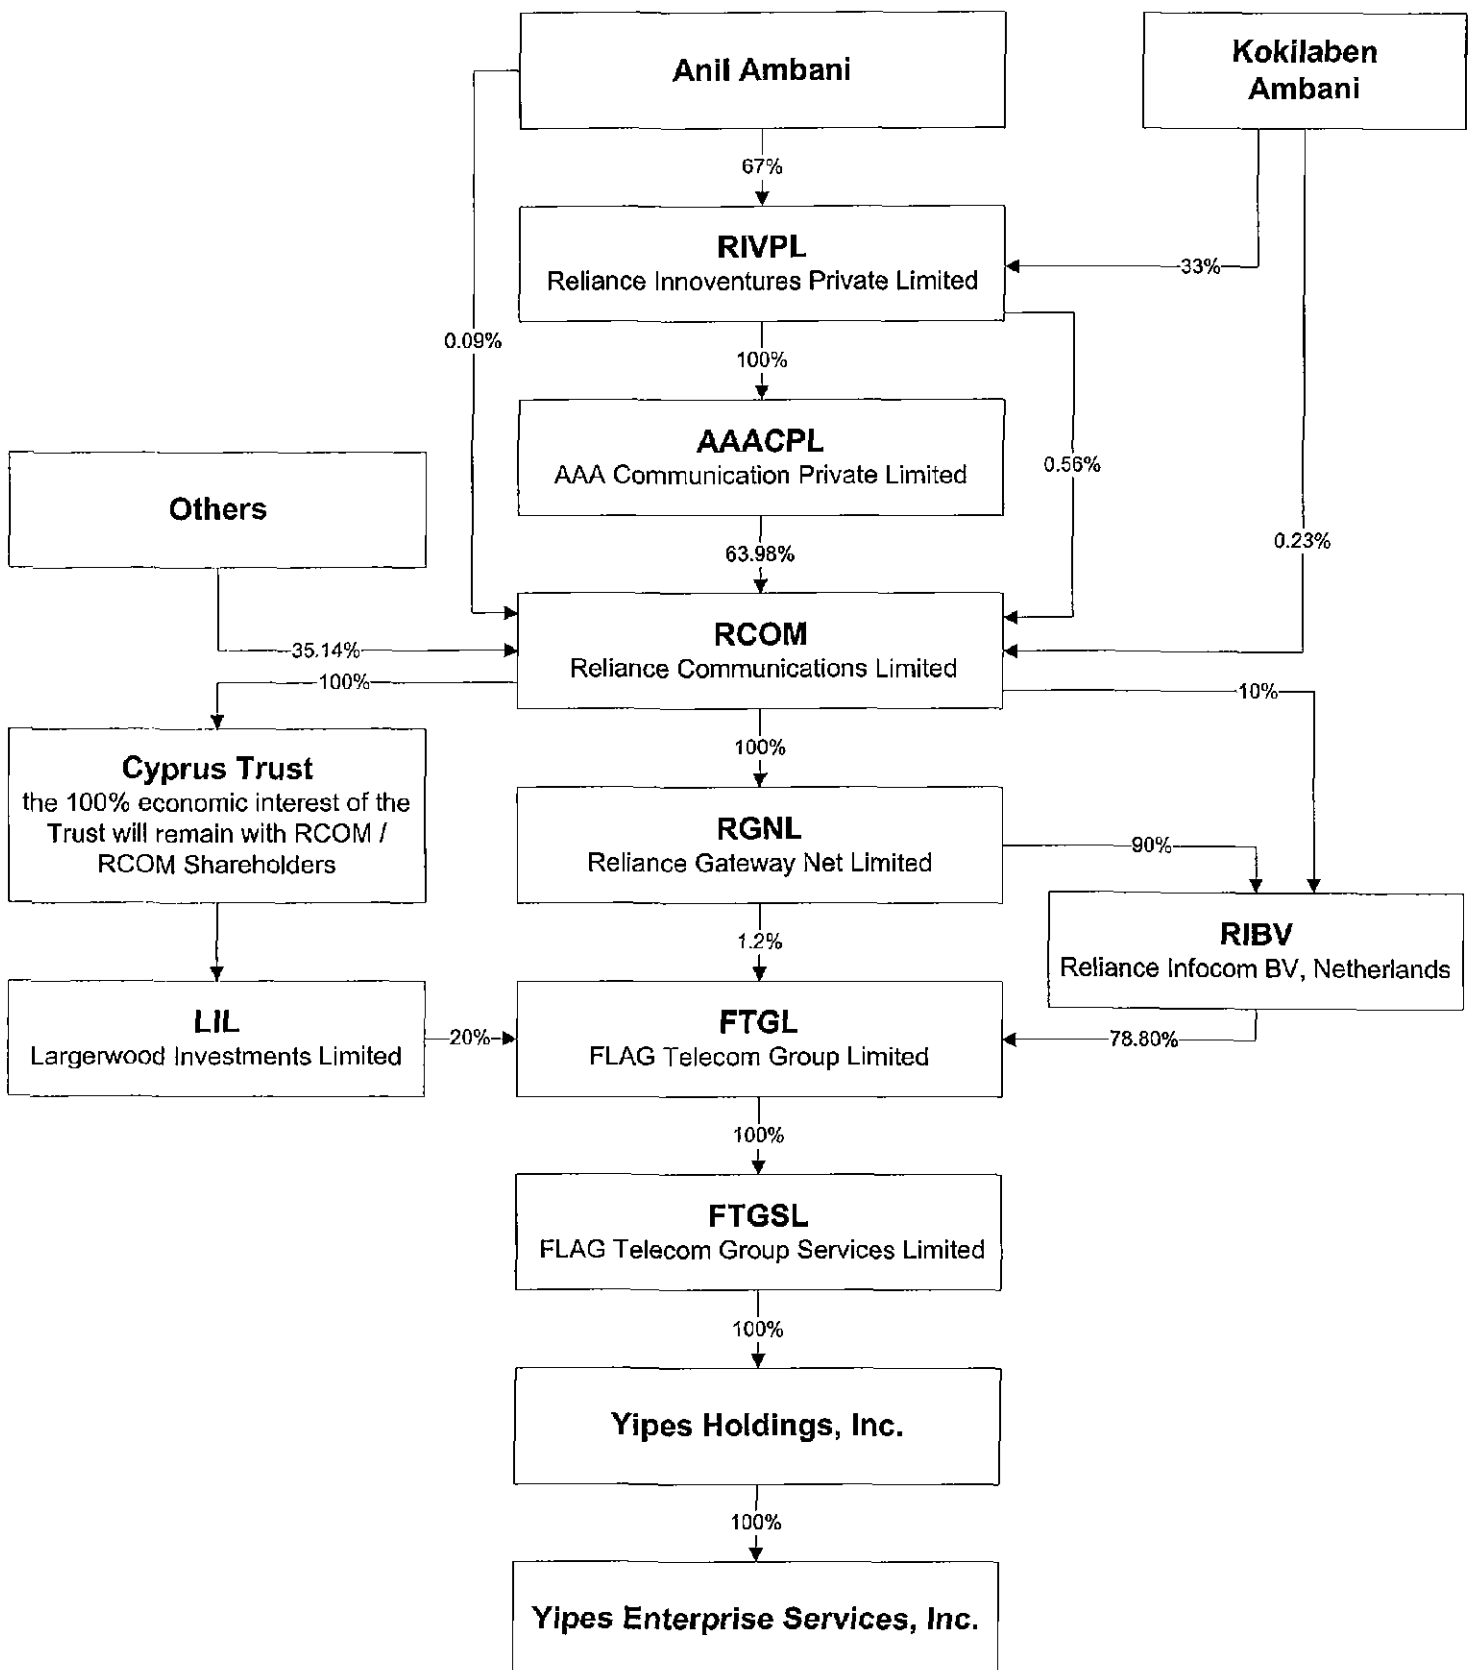 Anil Ambani
Kokilaben
Ambani
67%
RIVPL
Reliance Innoventures Private Limited
33%
0.09%
100%
AAACPL
AAA Communication Private Limited
0.56%
Others
63.98%
0.23%
RCOM
Reliance Communications Limited
35.14%
100%
10%
Cyprus Trust
the 100% economic interest of the
Trust will remain with RCOM /
RCOM Shareholders
100%
RGNL
Reliance Gateway Net Limited
90%
RIBV
Reliance Infocom BV, Netherlands
1.2%
LIL
Largerwood Investments Limited
20%
FTGL
FLAG Telecom Group Limited
78.80%
100%
FTGSL
FLAG Telecom Group Services Limited
100%
Yipes Holdings, Inc.
100%
Yipes Enterprise Services, Inc.